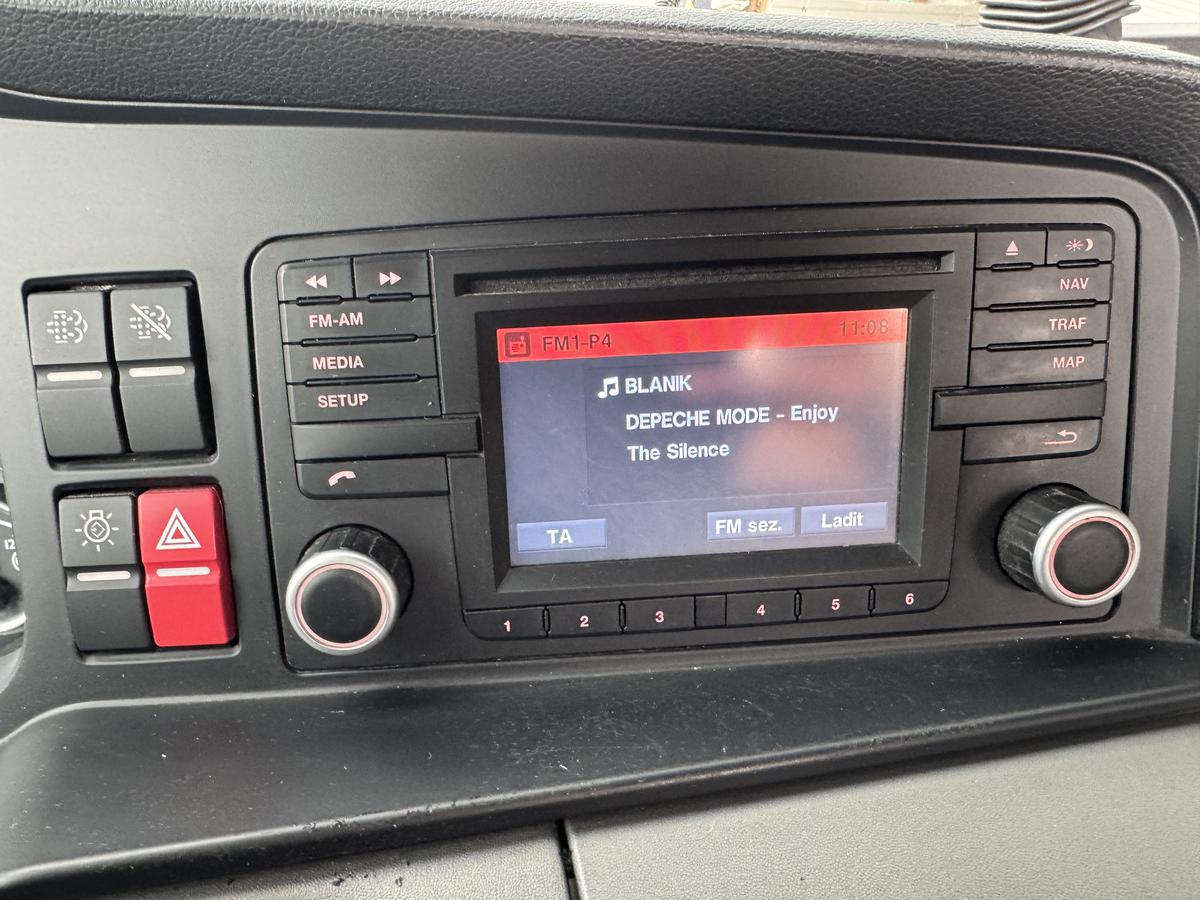 FM-AM
MEDIA
SETUP
FM1-P4 11:08
BLANIK
DEPECHE MODE - Enjoy
The Silence
TA FM sez. Ladit
NAV
TRAF
MAP
1 2 3 4 5 6
12